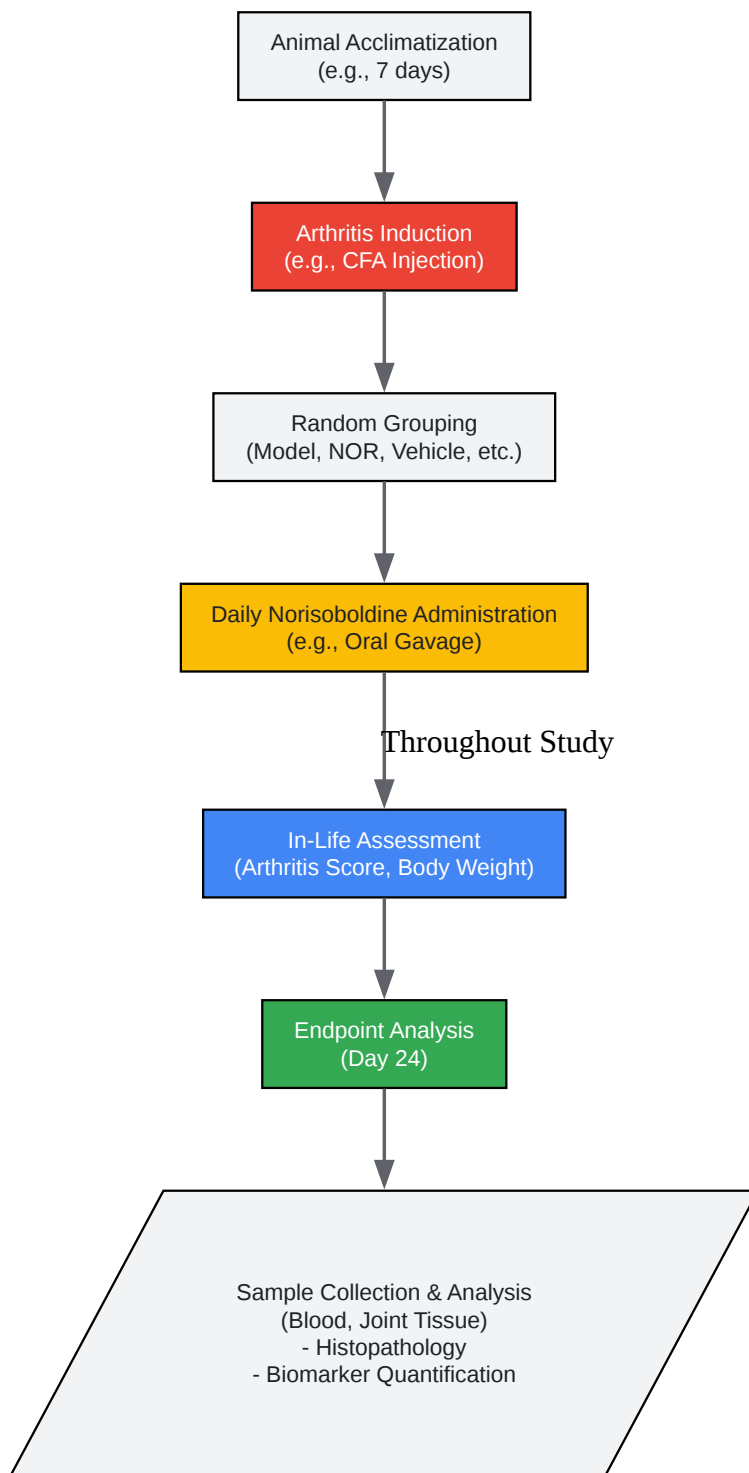 Animal Acclimatization
(e.g., 7 days)
Arthritis Induction
(e.g., CFA Injection)
Random Grouping
(Model, NOR, Vehicle, etc.)
Daily Norisoboldine Administration
(e.g., Oral Gavage)
Throughout Study
In-Life Assessment
(Arthritis Score, Body Weight)
Endpoint Analysis
(Day 24)
Sample Collection & Analysis
(Blood, Joint Tissue)
- Histopathology
- Biomarker Quantification